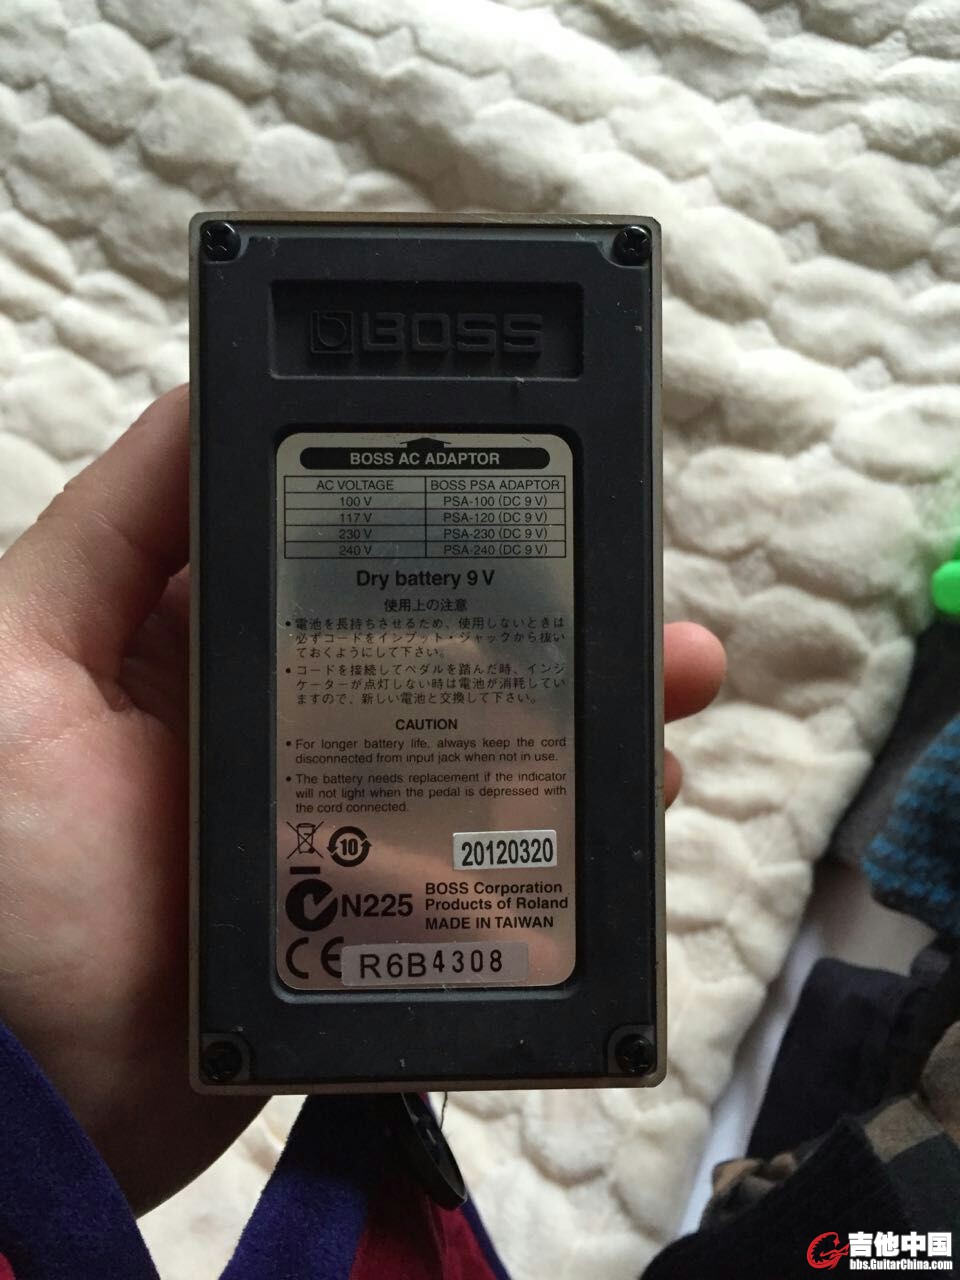 BOSS
BOSS AC ADAPTOR
AC VOLTAGE BOSS PSA ADAPTOR
100 V PSA-100 (DC 9 V)
117 V PSA-120 (DC 9 V)
230 V PSA-230 (DC 9 V)
240 V PSA-240 (DC 9 V)
Dry battery 9 V
使用上の注意
• 電池を長持ちさせるため、使用しないときは
必ずコードをインプット・ジャックから抜い
ておくようにして下さい。
• コードを接続してペダルを踏んだ時、インジ
ケーターが点灯しない時は電池が消耗してい
ますので、新しい電池と交換して下さい。
CAUTION
• For longer battery life, always keep the cord
disconnected from input jack when not in use.
• The battery needs replacement if the indicator
will not light when the pedal is depressed with
the cord connected.
10
20120320
N225
BOSS Corporation
Products of Roland
MADE IN TAIWAN
CE
R6B4308
吉他中国
bbs.GuitarChina.com